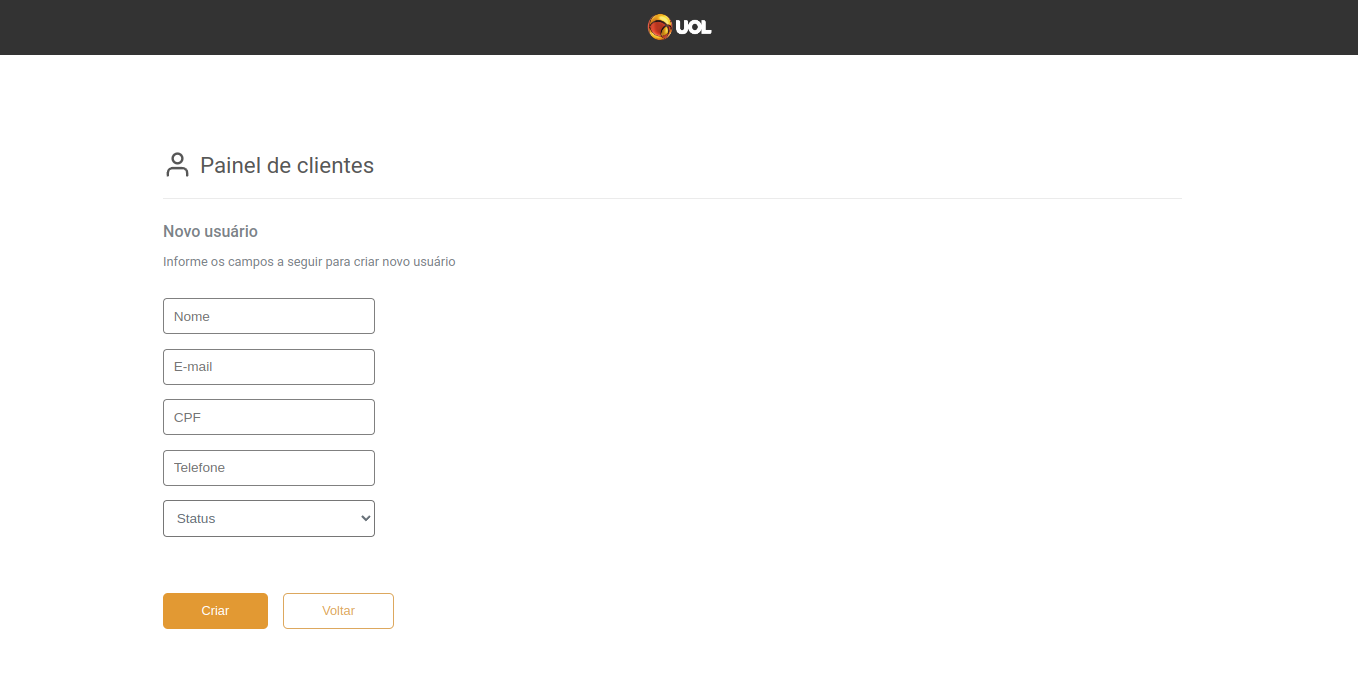 UOL
Painel de clientes
Novo usuário
Informe os campos a seguir para criar novo usuário
Nome
E-mail
CPF
Telefone
Status
Criar Voltar